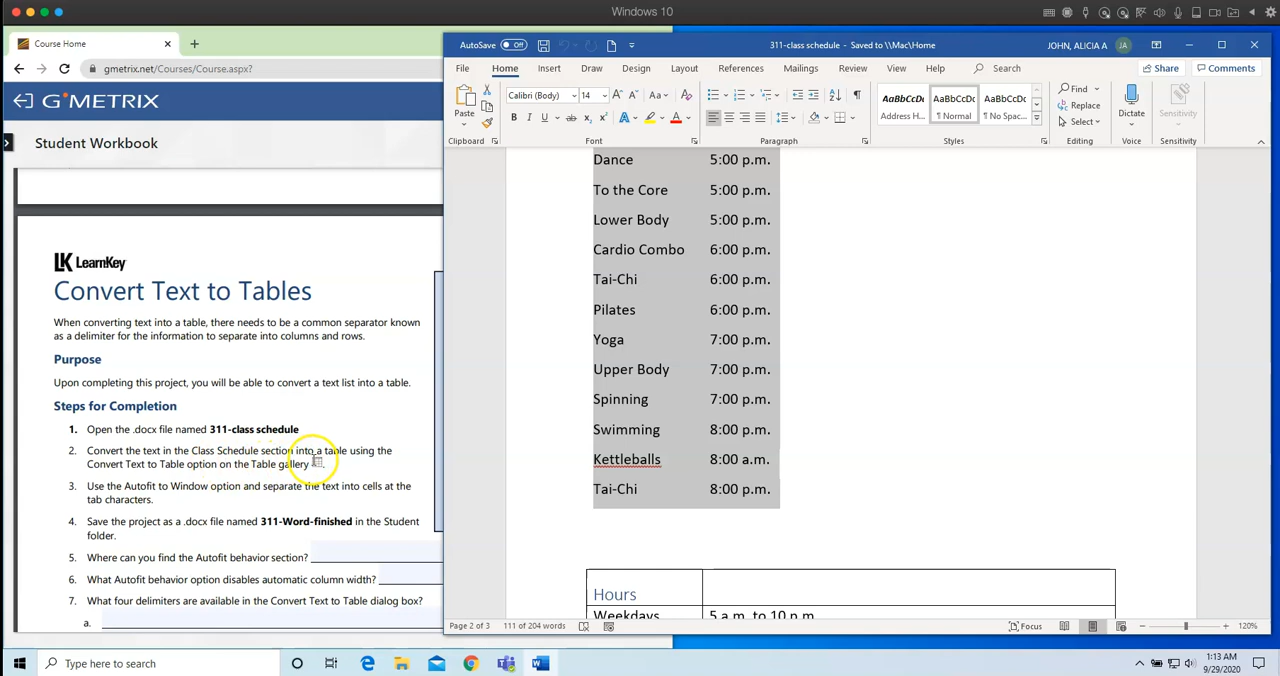 Windows 10
Course Home
gmetrix.net/Courses/Course.aspx?
GMETRIX
Student Workbook
LK LearnKey
Convert Text to Tables
When converting text into a table, there needs to be a common separator known
as a delimiter for the information to separate into columns and rows.
Purpose
Upon completing this project, you will be able to convert a text list into a table.
Steps for Completion
1. Open the .docx file named 311-class schedule
2. Convert the text in the Class Schedule section into a table using the
Convert Text to Table option on the Table gallery
3. Use the Autofit to Window option and separate the text into cells at the
tab characters.
4. Save the project as a .docx file named 311-Word-finished in the Student
folder.
5. Where can you find the Autofit behavior section?
6. What Autofit behavior option disables automatic column width?
7. What four delimiters are available in the Convert Text to Table dialog box?
a.
AutoSave Off
311-class schedule - Saved to \\Mac\Home
JOHN, ALICIA A JA
File Home Insert Draw Design Layout References Mailings Review View Help Search
Share Comments
Paste
Calibri (Body) 14
A A Aa A
B I U ab x₂ x² A A
AaBbCcDc AaBbCcDc AaBbCcDc
Address H... ¶ Normal ¶ No Spac...
Find
Replace
Select
Dictate
Sensitivity
Clipboard Font Paragraph Styles Editing Voice Sensitivity
Dance 5:00 p.m.
To the Core 5:00 p.m.
Lower Body 5:00 p.m.
Cardio Combo 6:00 p.m.
Tai-Chi 6:00 p.m.
Pilates 6:00 p.m.
Yoga 7:00 p.m.
Upper Body 7:00 p.m.
Spinning 7:00 p.m.
Swimming 8:00 p.m.
Kettleballs 8:00 a.m.
Tai-Chi 8:00 p.m.
Hours
Weekdays 5 a.m. to 10 p.m.
Page 2 of 3 111 of 204 words
Focus
120%
Type here to search
1:13 AM
9/29/2020